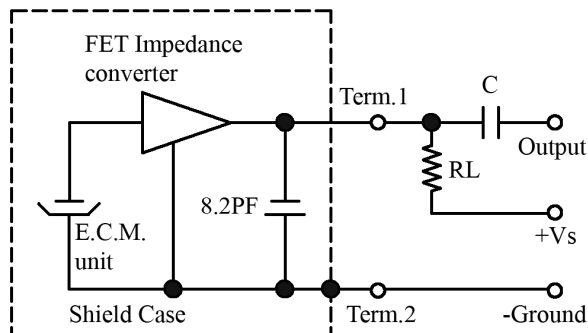 FET Impedance
converter
Term.1
C
Output
RL
8.2PF
+Vs
E.C.M.
unit
Shield Case
Term.2
-Ground